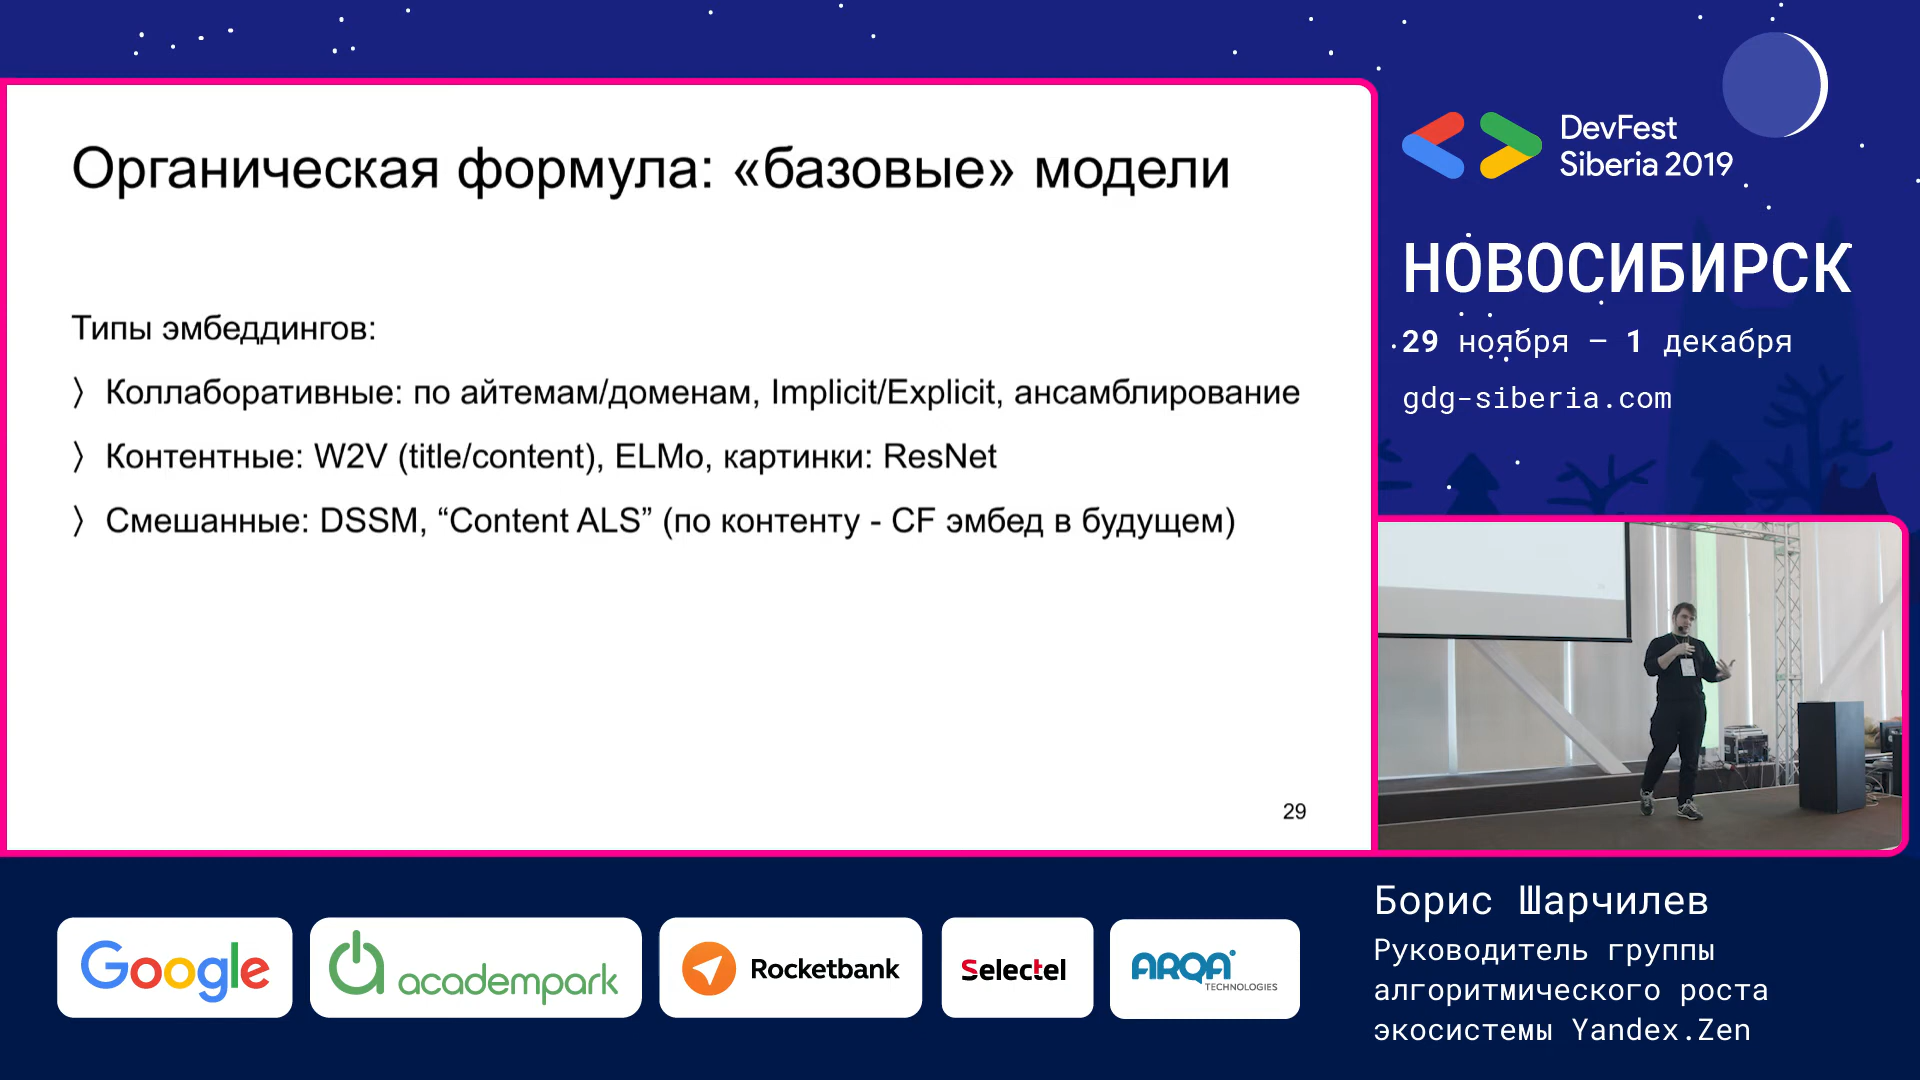 Органическая формула: «базовые» модели
Типы эмбеддингов:
〉 Коллаборативные: по айтемам/доменам, Implicit/Explicit, ансамблирование
〉 Контентные: W2V (title/content), ELMo, картинки: ResNet
〉 Смешанные: DSSM, “Content ALS” (по контенту - CF эмбед в будущем)
29
DevFest
Siberia 2019
НОВОСИБИРСК
29 ноября – 1 декабря
gdg-siberia.com
Google
academpark
Rocketbank
Selectel
ARQA
TECHNOLOGIES
Борис Шарчилев
Руководитель группы
алгоритмического роста
экосистемы Yandex.Zen